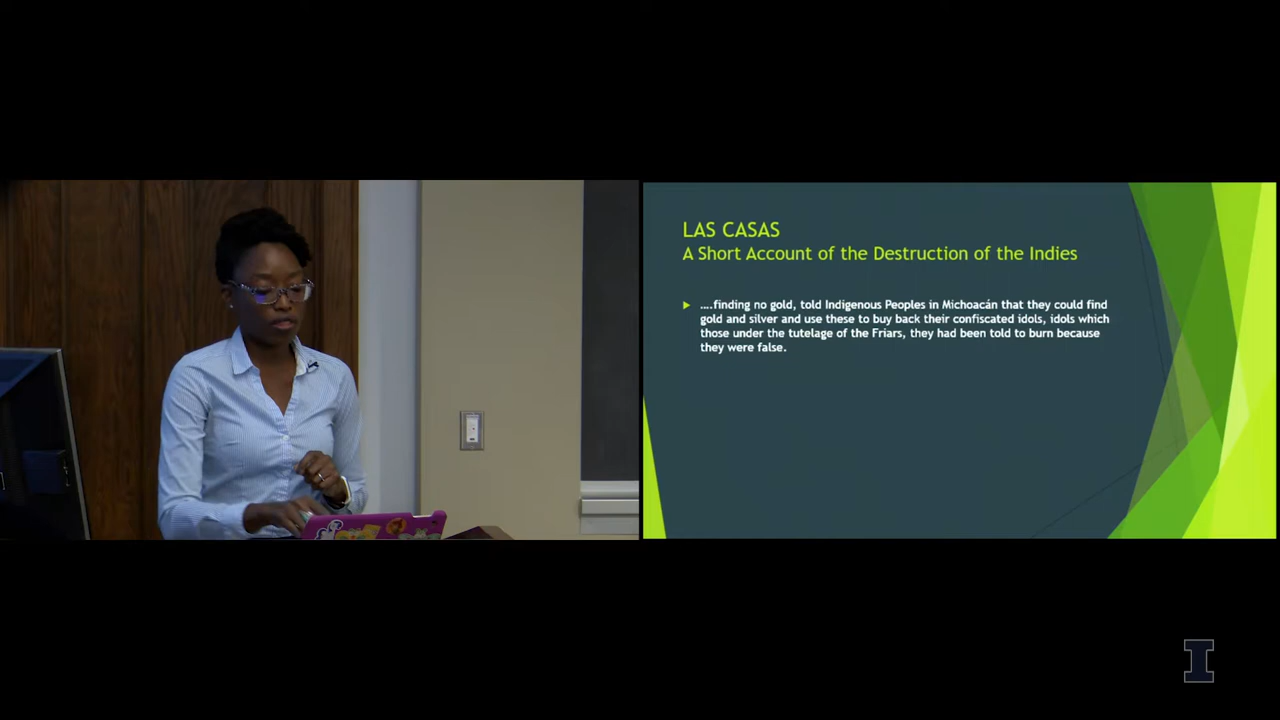 LAS CASAS
A Short Account of the Destruction of the Indies
....finding no gold, told Indigenous Peoples in Michoacán that they could find
gold and silver and use these to buy back their confiscated idols, idols which
those under the tutelage of the Friars, they had been told to burn because
they were false.
I